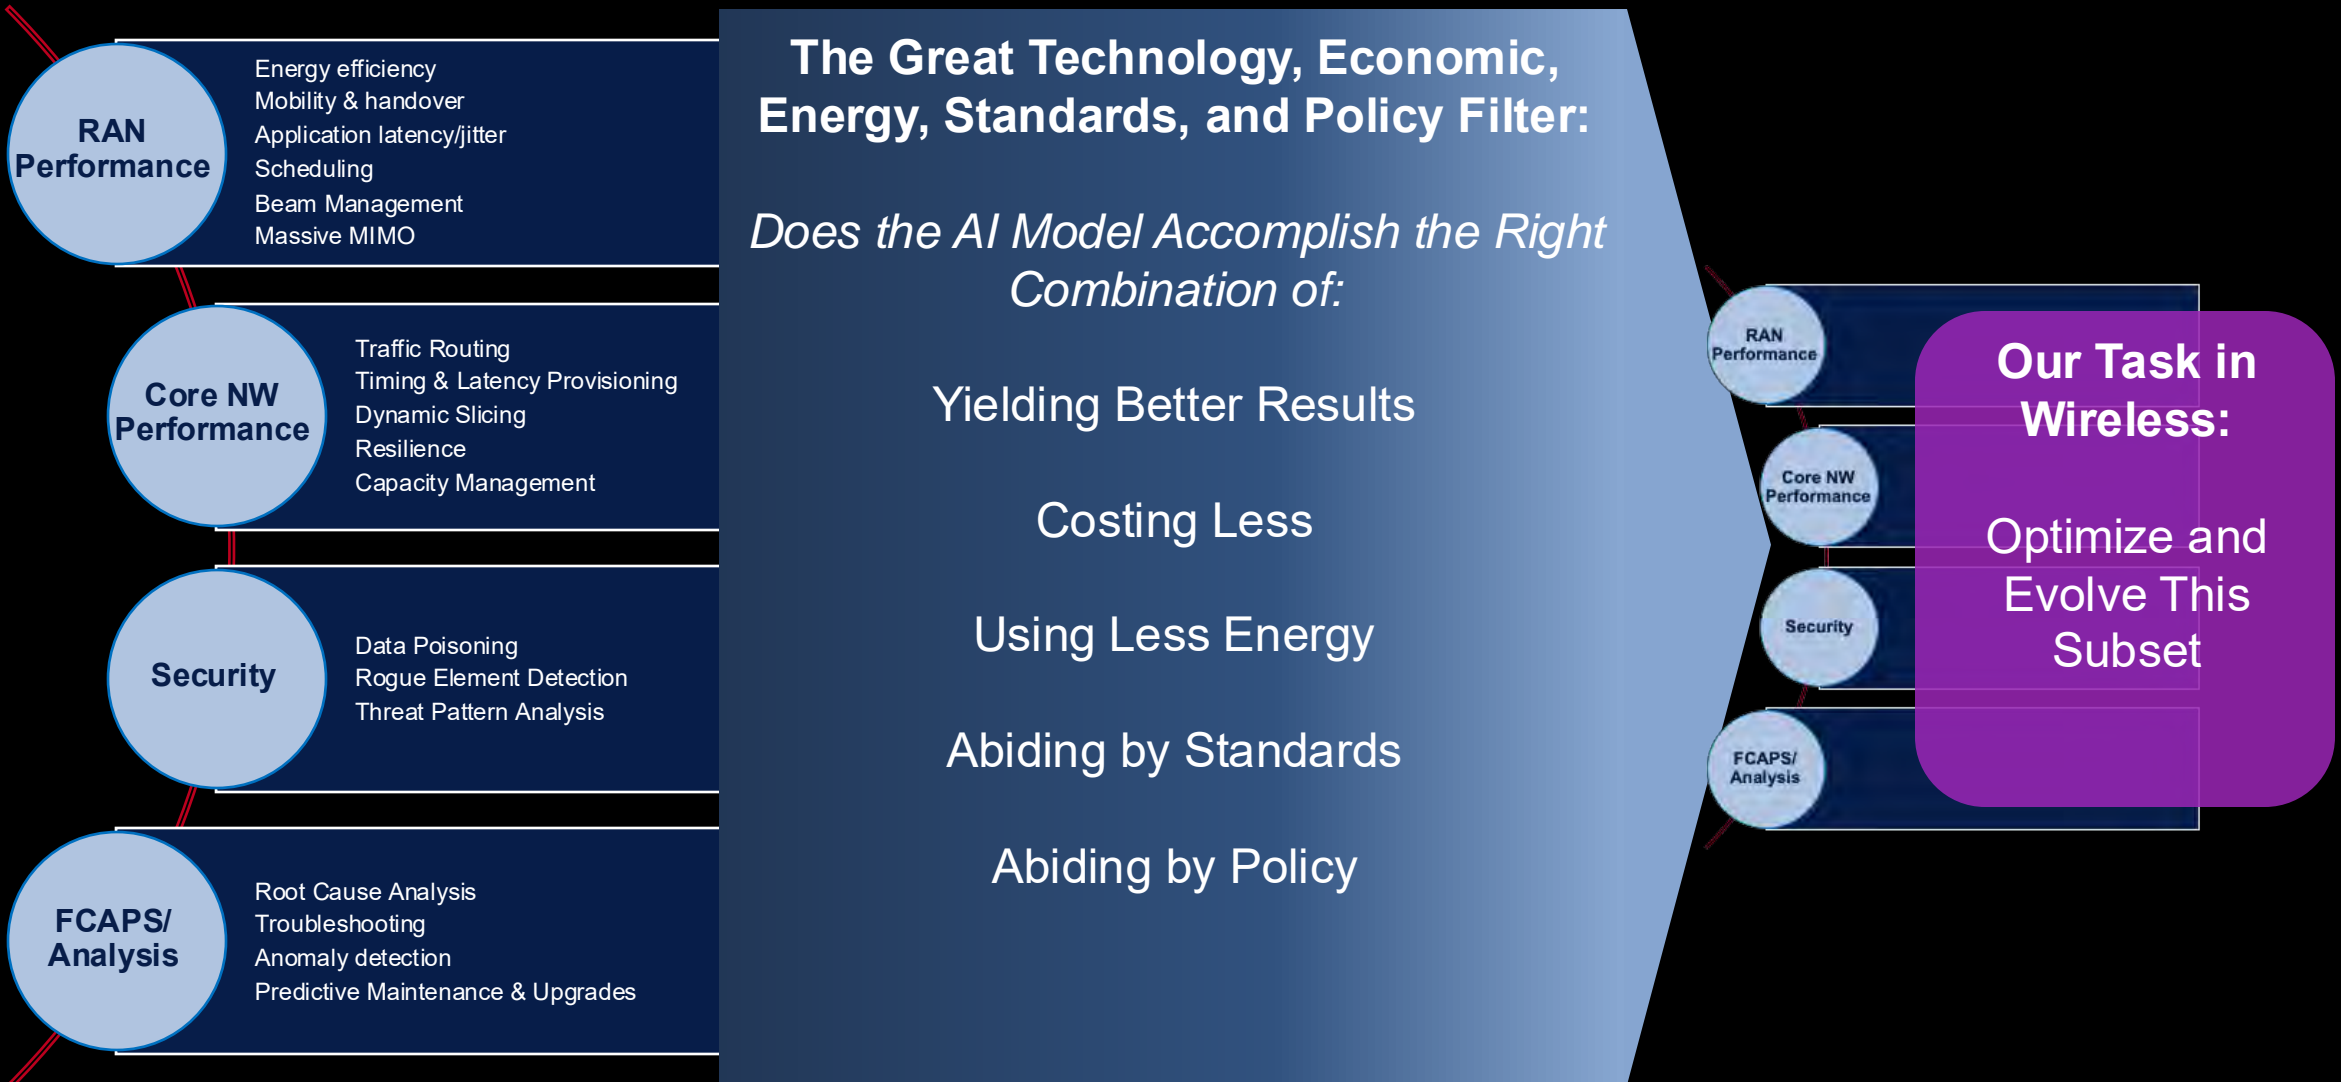 RAN
Performance
Energy efficiency
Mobility & handover
Application latency/jitter
Scheduling
Beam Management
Massive MIMO
Core NW
Performance
Traffic Routing
Timing & Latency Provisioning
Dynamic Slicing
Resilience
Capacity Management
Security
Data Poisoning
Rogue Element Detection
Threat Pattern Analysis
FCAPS/
Analysis
Root Cause Analysis
Troubleshooting
Anomaly detection
Predictive Maintenance & Upgrades
The Great Technology, Economic,
Energy, Standards, and Policy Filter:
Does the AI Model Accomplish the Right
Combination of:
Yielding Better Results
Costing Less
Using Less Energy
Abiding by Standards
Abiding by Policy
RAN
Performance
Core NW
Performance
Security
FCAPS/
Analysis
Our Task in
Wireless:
Optimize and
Evolve This
Subset